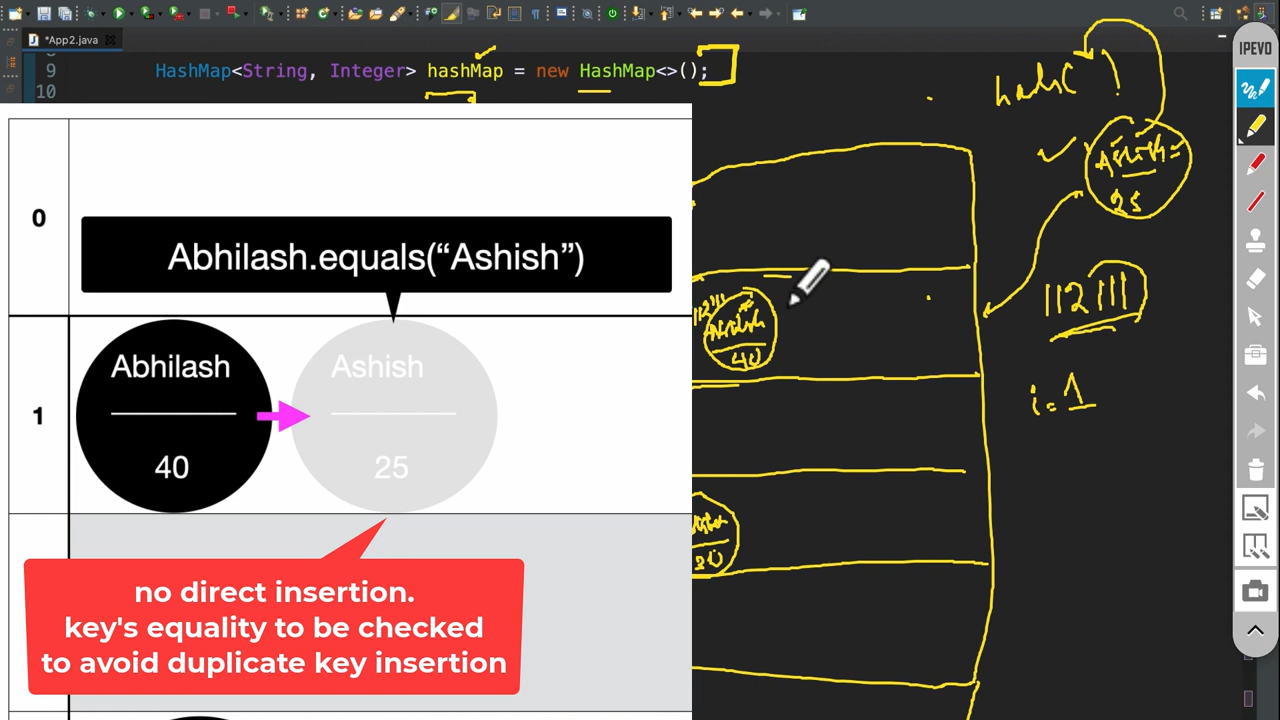 *App2.java
IPEVO
9 HashMap<String, Integer> hashMap = new HashMap<>();
10
hashC
Ashish
25
0
Abhilash.equals("Ashish")
112111
40
i=1
1
Abhilash
40
Ashish
25
30
no direct insertion.
key's equality to be checked
to avoid duplicate key insertion